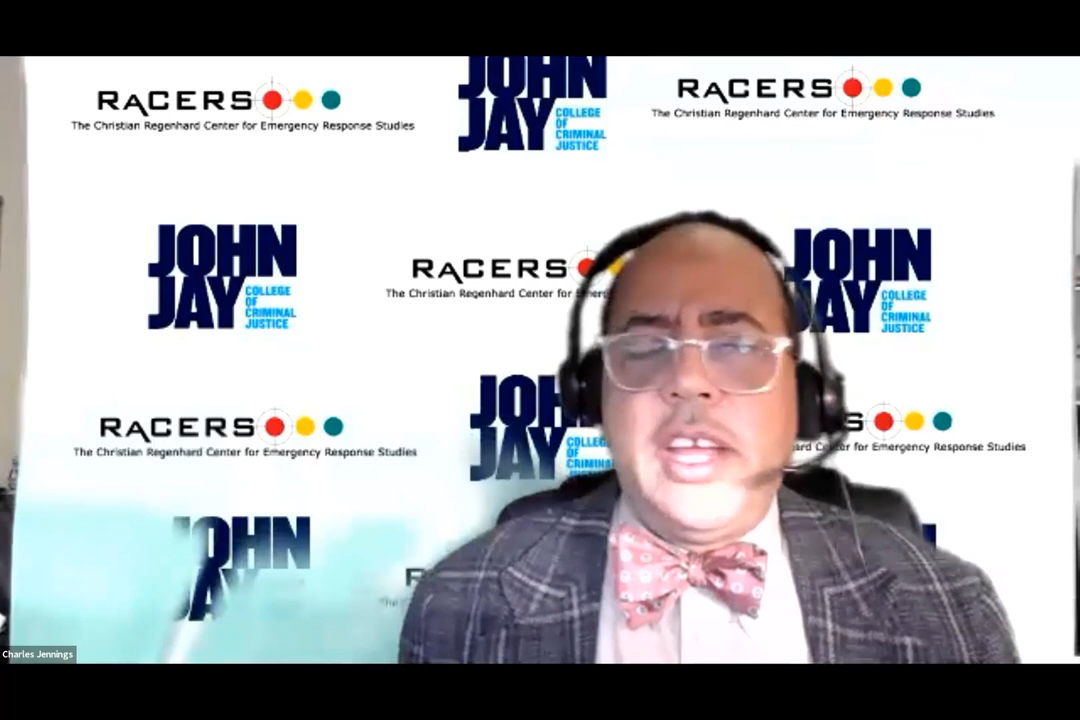 RACERS
The Christian Regenhard Center for Emergency Response Studies
JOHN
JAY
COLLEGE
OF
CRIMINAL
JUSTICE
RACERS
The Christian Regenhard Center for Emergency Response Studies
JOHN
JAY
COLLEGE
OF
CRIMINAL
JUSTICE
RACERS
The Christian Regenhard Center for
JOHN
JAY
COLLEGE
OF
CRIMINAL
JUSTICE
RACERS
The Christian Regenhard Center for Emergency Response Studies
JOHN
JAY
Center for Emergency Response Studies
JOHN
Charles Jennings